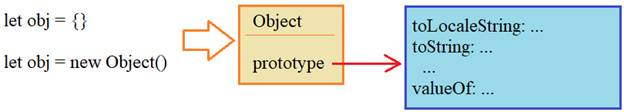 let obj = {}
let obj = new Object()
Object
prototype
toLocaleString: ...
toString: ...
...
valueOf: ...